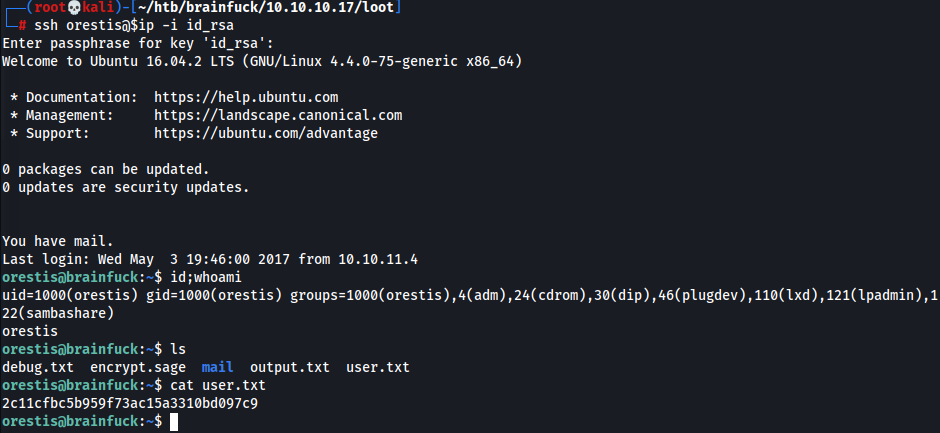 (root💀kali)-[~/htb/brainfuck/10.10.10.17/loot]
# ssh orestis@$ip -i id_rsa
Enter passphrase for key 'id_rsa':
Welcome to Ubuntu 16.04.2 LTS (GNU/Linux 4.4.0-75-generic x86_64)
* Documentation:  https://help.ubuntu.com
* Management:     https://landscape.canonical.com
* Support:        https://ubuntu.com/advantage
0 packages can be updated.
0 updates are security updates.
You have mail.
Last login: Wed May  3 19:46:00 2017 from 10.10.11.4
orestis@brainfuck:~$ id;whoami
uid=1000(orestis) gid=1000(orestis) groups=1000(orestis),4(adm),24(cdrom),30(dip),46(plugdev),110(lxd),121(lpadmin),1
22(sambashare)
orestis
orestis@brainfuck:~$ ls
debug.txt  encrypt.sage  mail  output.txt  user.txt
orestis@brainfuck:~$ cat user.txt
2c11cfbc5b959f73ac15a3310bd097c9
orestis@brainfuck:~$